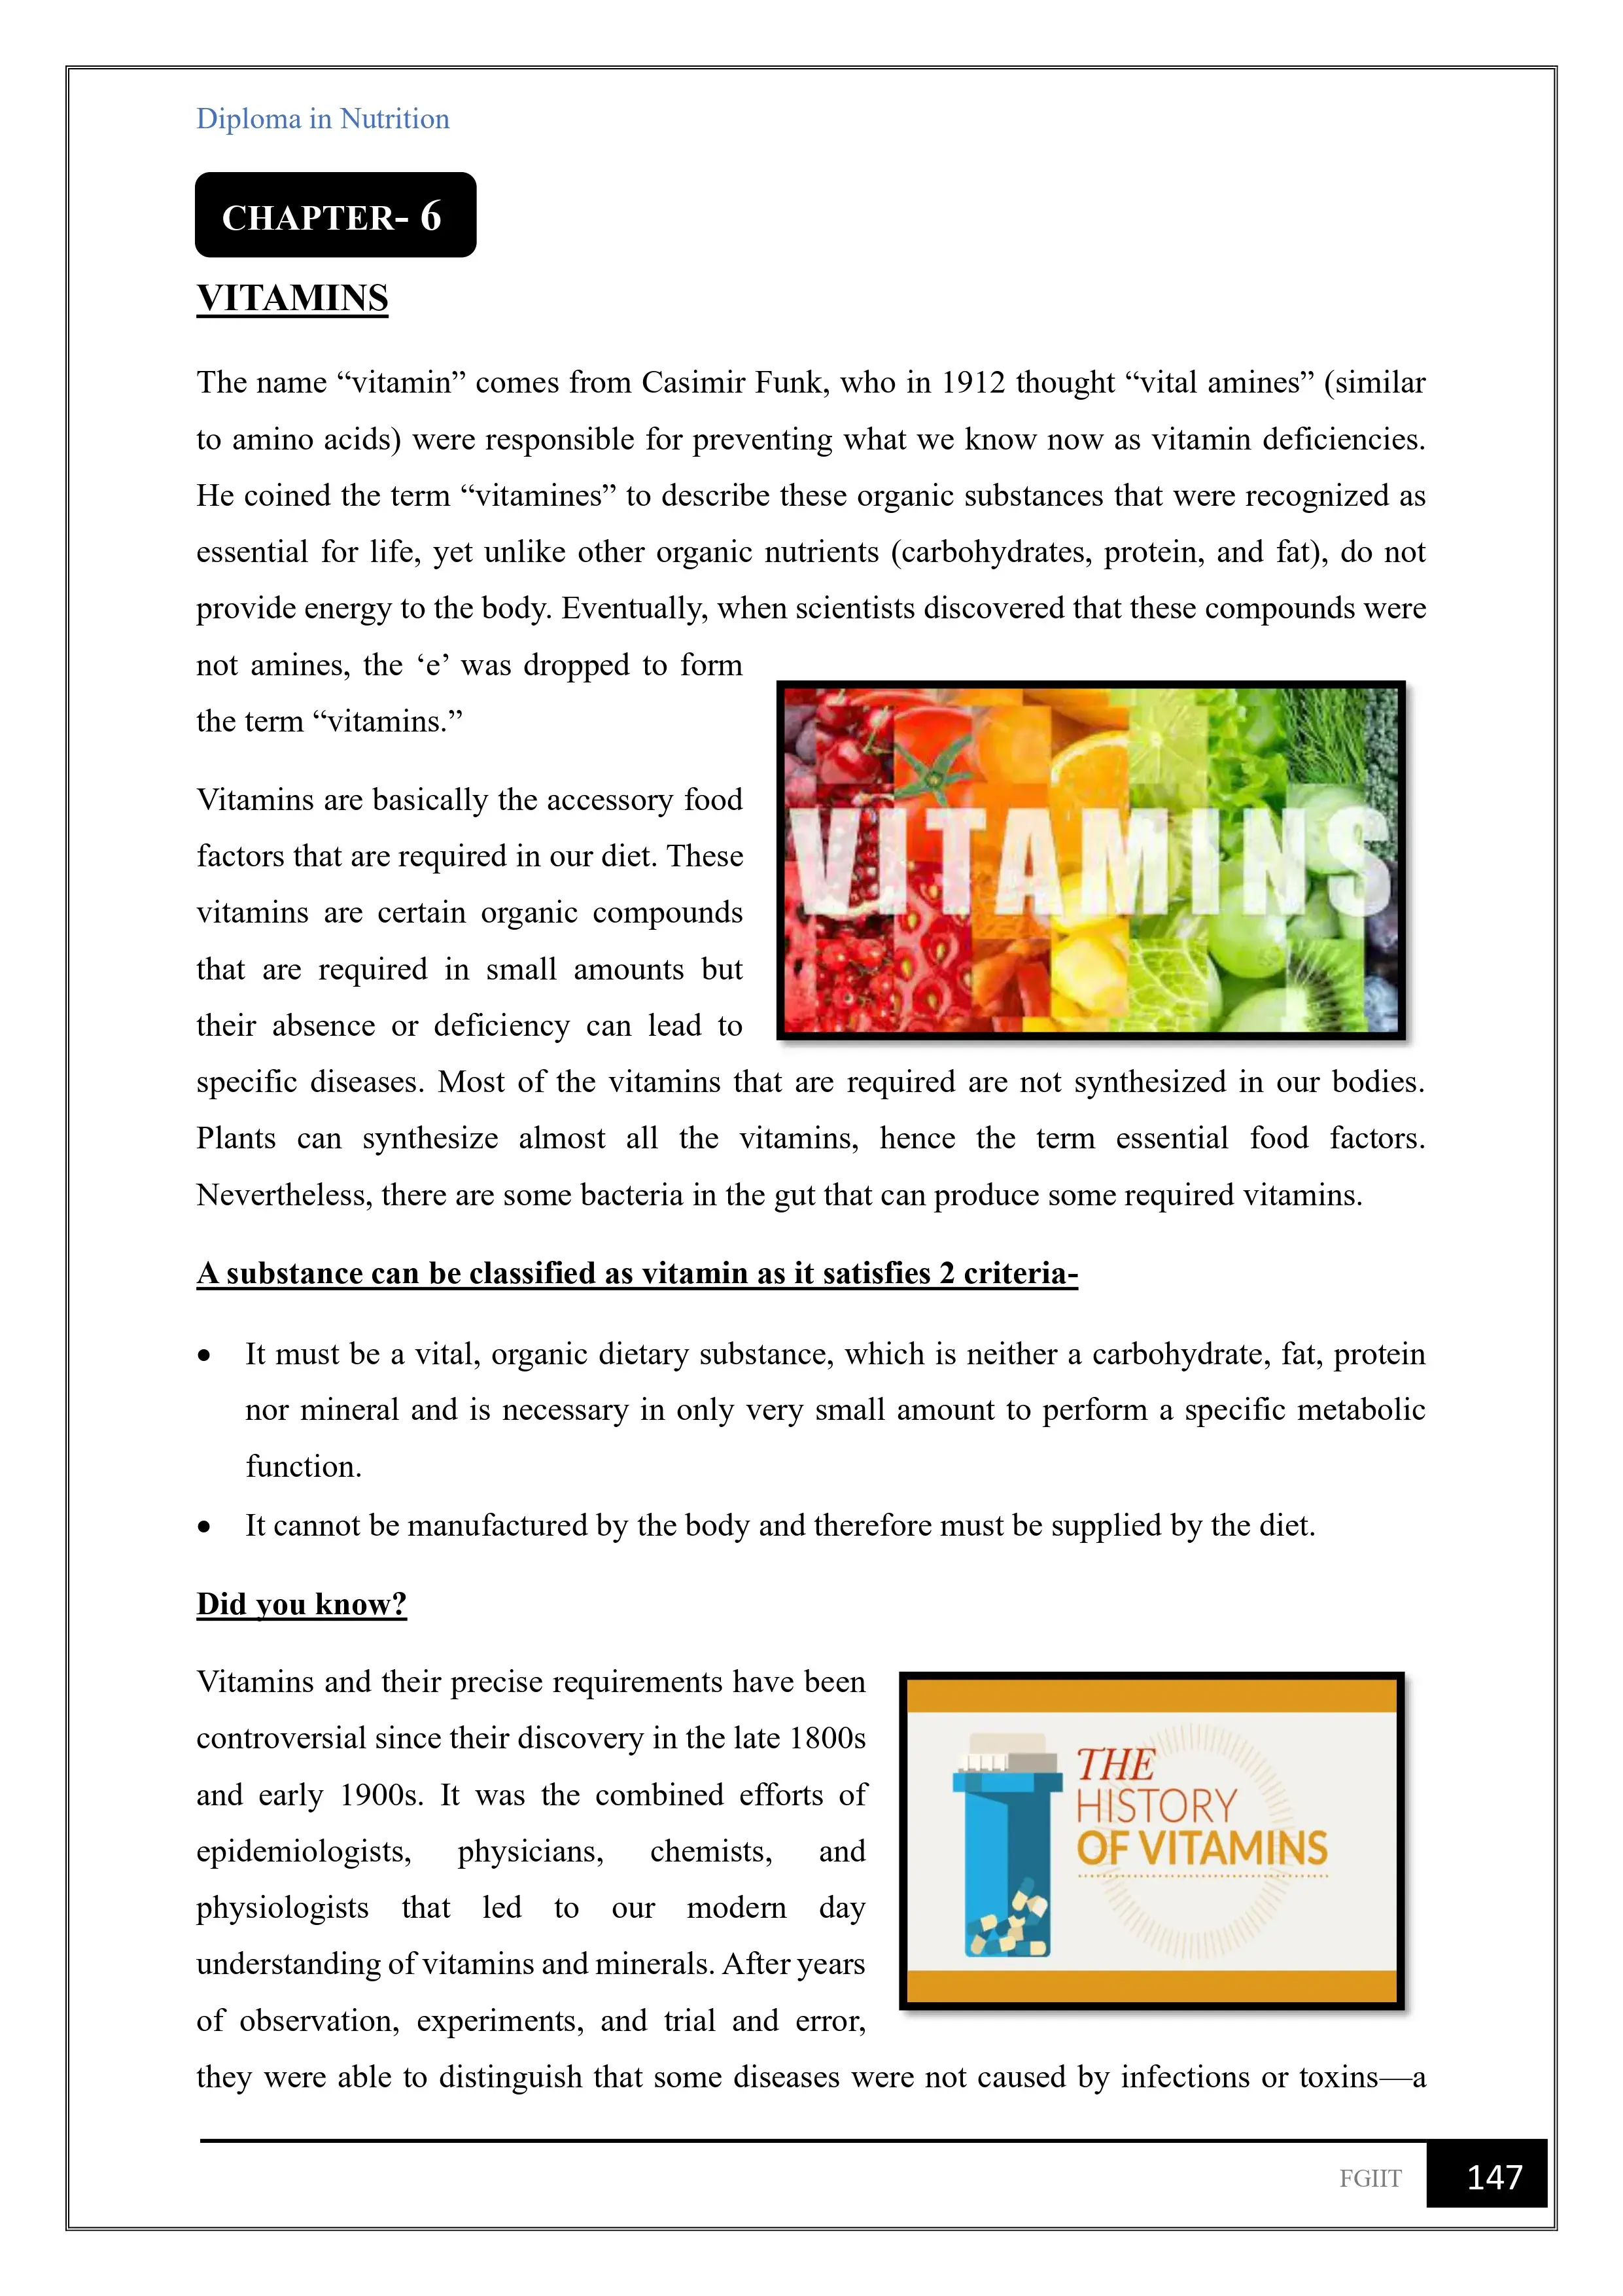 Diploma in Nutrition
CHAPTER- 6
VITAMINS
The name “vitamin” comes from Casimir Funk, who in 1912 thought “vital amines” (similar
to amino acids) were responsible for preventing what we know now as vitamin deficiencies.
He coined the term “vitamines” to describe these organic substances that were recognized as
essential for life, yet unlike other organic nutrients (carbohydrates, protein, and fat), do not
provide energy to the body. Eventually, when scientists discovered that these compounds were
not amines, the ‘e’ was dropped to form
the term “vitamins.”
VITAMINS
Vitamins are basically the accessory food
factors that are required in our diet. These
vitamins are certain organic compounds
that are required in small amounts but
their absence or deficiency can lead to
specific diseases. Most of the vitamins that are required are not synthesized in our bodies.
Plants can synthesize almost all the vitamins, hence the term essential food factors.
Nevertheless, there are some bacteria in the gut that can produce some required vitamins.
A substance can be classified as vitamin as it satisfies 2 criteria-
• It must be a vital, organic dietary substance, which is neither a carbohydrate, fat, protein
nor mineral and is necessary in only very small amount to perform a specific metabolic
function.
• It cannot be manufactured by the body and therefore must be supplied by the diet.
Did you know?
Vitamins and their precise requirements have been
controversial since their discovery in the late 1800s
and early 1900s. It was the combined efforts of
epidemiologists, physicians, chemists, and
physiologists that led to our modern day
understanding of vitamins and minerals. After years
of observation, experiments, and trial and error,
they were able to distinguish that some diseases were not caused by infections or toxins—a
THE
HISTORY
OF VITAMINS
FGIIT
147